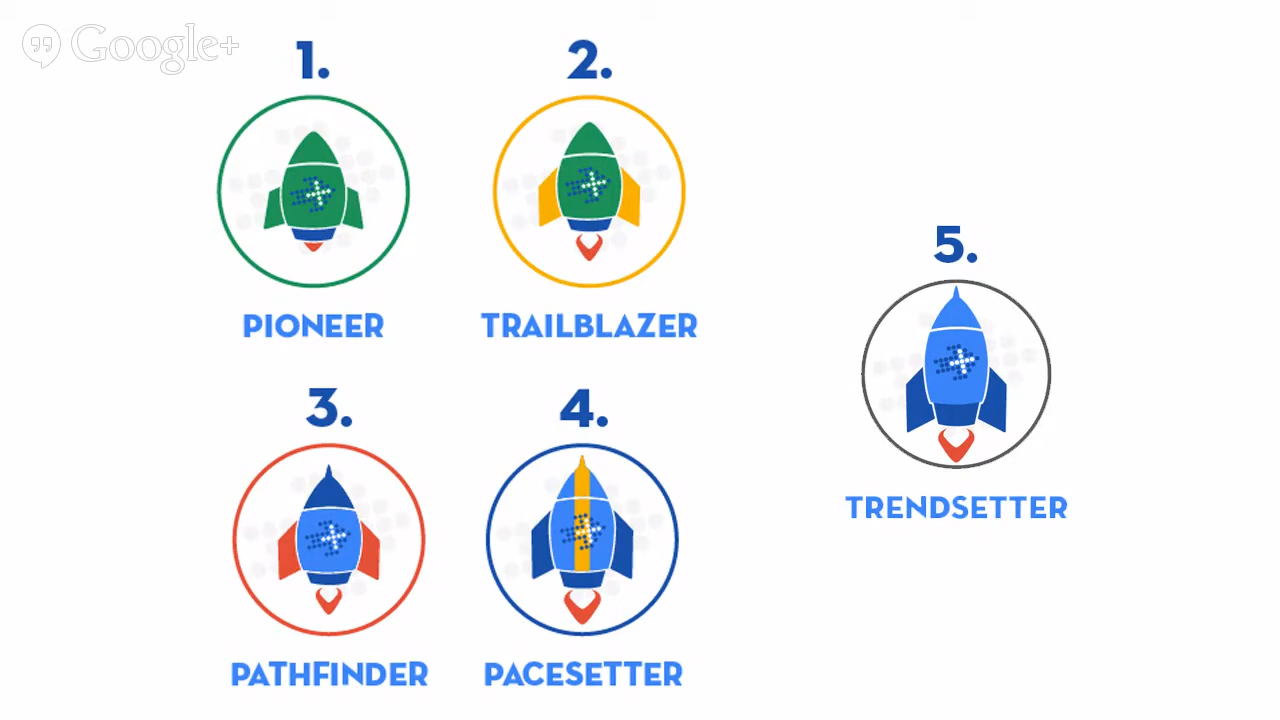 Google+
1.
2.
PIONEER
TRAILBLAZER
3.
4.
PATHFINDER
PACESETTER
5.
TRENDSETTER